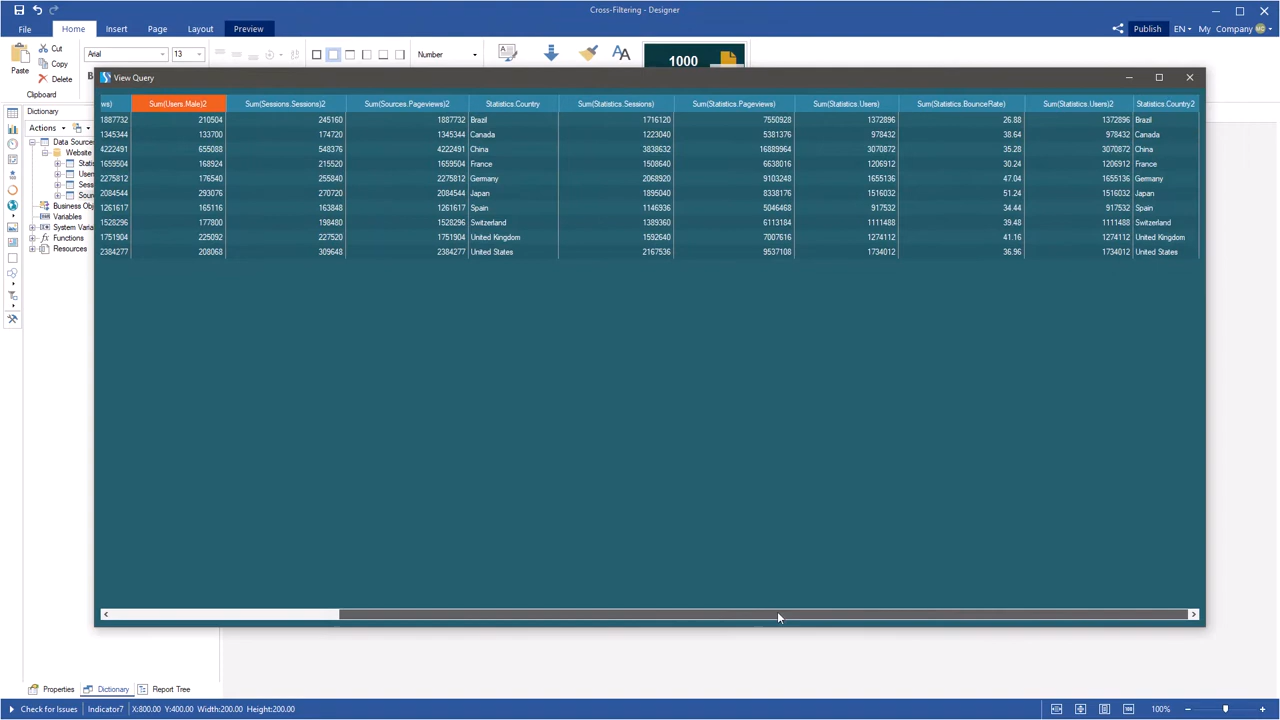 Cross-Filtering - Designer
File Home Insert Page Layout Preview
Publish EN My Company
Paste
Cut
Copy
Delete
Clipboard
Arial 13
B
Number
1000
View Query
Dictionary
Actions
Data Sources
Website
Business Obj
Variables
System Varia
Functions
Resources
ws) Sum(Users.Male)2 Sum(Sessions.Sessions)2 Sum(Sources.Pageviews)2 Statistics.Country Sum(Statistics.Sessions) Sum(Statistics.Pageviews) Sum(Statistics.Users) Sum(Statistics.BounceRate) Sum(Statistics.Users)2 Statistics.Country2
1887732 210504 245160 1887732 Brazil 1716120 7550928 1372896 26.88 1372896 Brazil
1345344 133700 174720 1345344 Canada 1223040 5381376 978432 38.64 978432 Canada
4222491 655088 548376 4222491 China 3838632 16889964 3070872 35.28 3070872 China
1659504 168924 215520 1659504 France 1508640 6638016 1206912 30.24 1206912 France
2275812 176540 255840 2275812 Germany 2068920 9103248 1655136 47.04 1655136 Germany
2084544 293076 270720 2084544 Japan 1895040 8338176 1516032 51.24 1516032 Japan
1261617 165116 163848 1261617 Spain 1146936 5046468 917532 34.44 917532 Spain
1528296 177800 198480 1528296 Switzerland 1389360 6113184 1111488 39.48 1111488 Switzerland
1751904 225092 227520 1751904 United Kingdom 1592640 7007616 1274112 41.16 1274112 United Kingdom
2384277 208068 309648 2384277 United States 2167536 9537108 1734012 36.96 1734012 United States
Properties Dictionary Report Tree
Check for Issues Indicator7 X:800.00 Y:400.00 Width:200.00 Height:200.00 100%